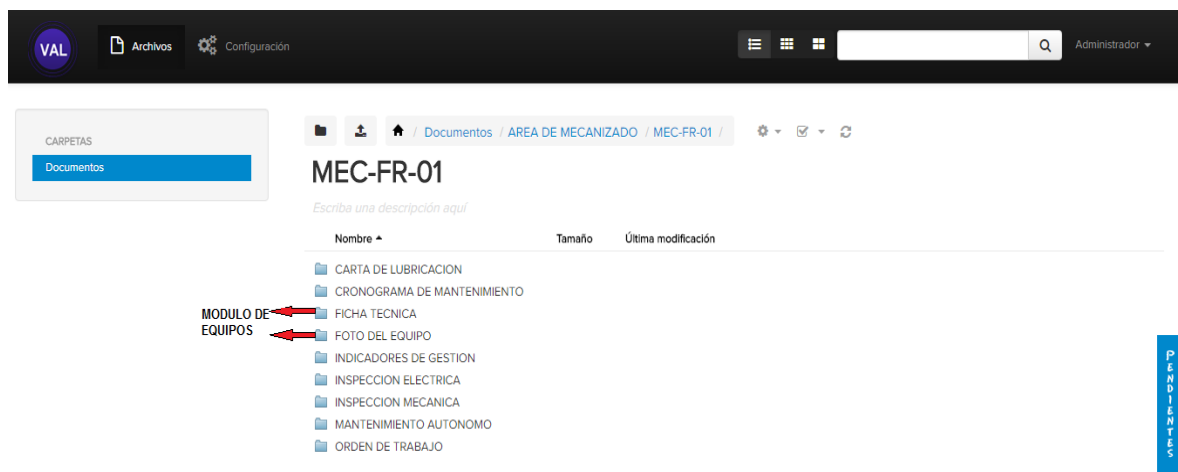 VAL
Archivos
Configuración
Administrador
CARPETAS
Documentos
/ Documentos / AREA DE MECANIZADO / MEC-FR-01 /
MEC-FR-01
Escriba una descripción aquí
Nombre Tamaño Última modificación
CARTA DE LUBRICACION
CRONOGRAMA DE MANTENIMIENTO
MODULO DE
EQUIPOS
FICHA TECNICA
FOTO DEL EQUIPO
INDICADORES DE GESTION
INSPECCION ELECTRICA
INSPECCION MECANICA
MANTENIMIENTO AUTONOMO
ORDEN DE TRABAJO
PENDIENTES